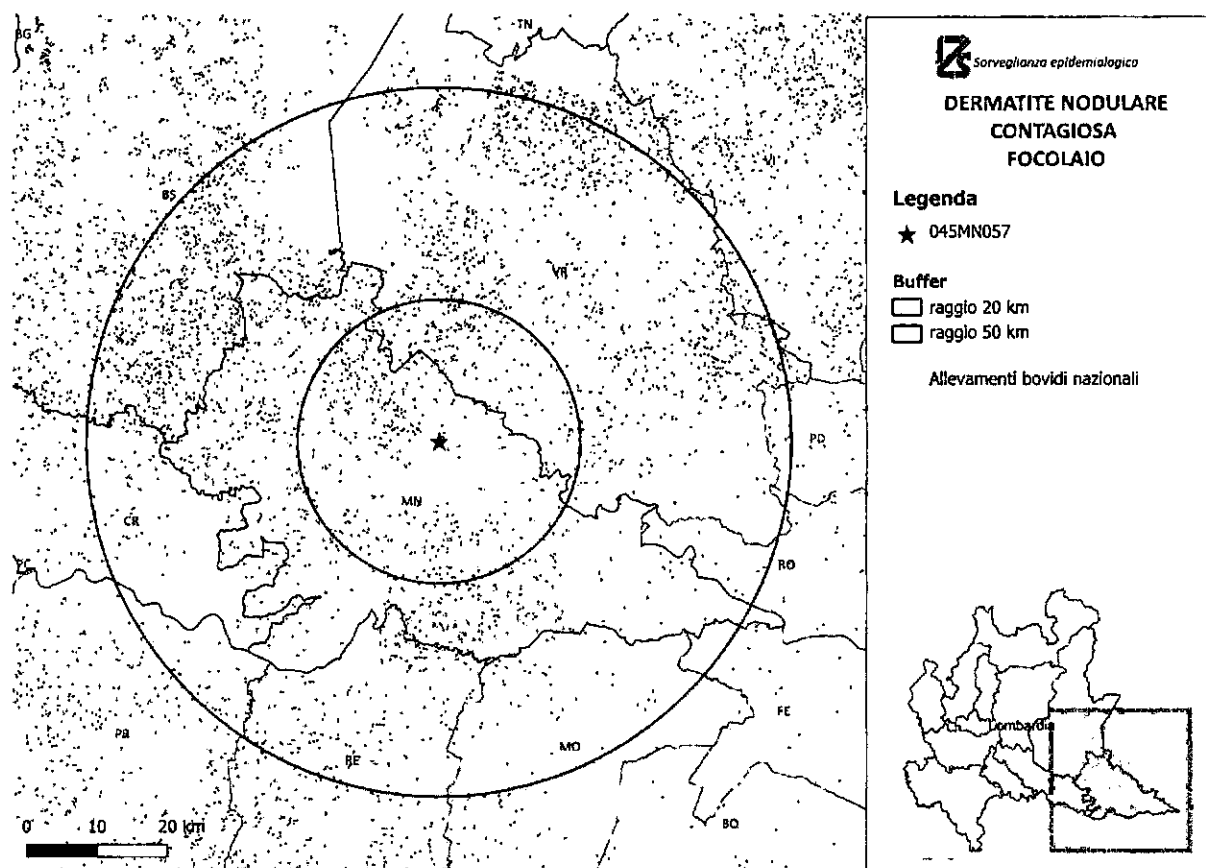 BG
TN
BS
VI
VR
PD
MN
CR
PC
RO
FE
PR
RE
MO
BO
0 10 20 km
Sorveglianza epidemiologica
DERMATITE NODULARE
CONTAGIOSA
FOCOLAIO
Legenda
045MN057
Buffer
raggio 20 km
raggio 50 km
Allevamenti bovidi nazionali
Lombardia